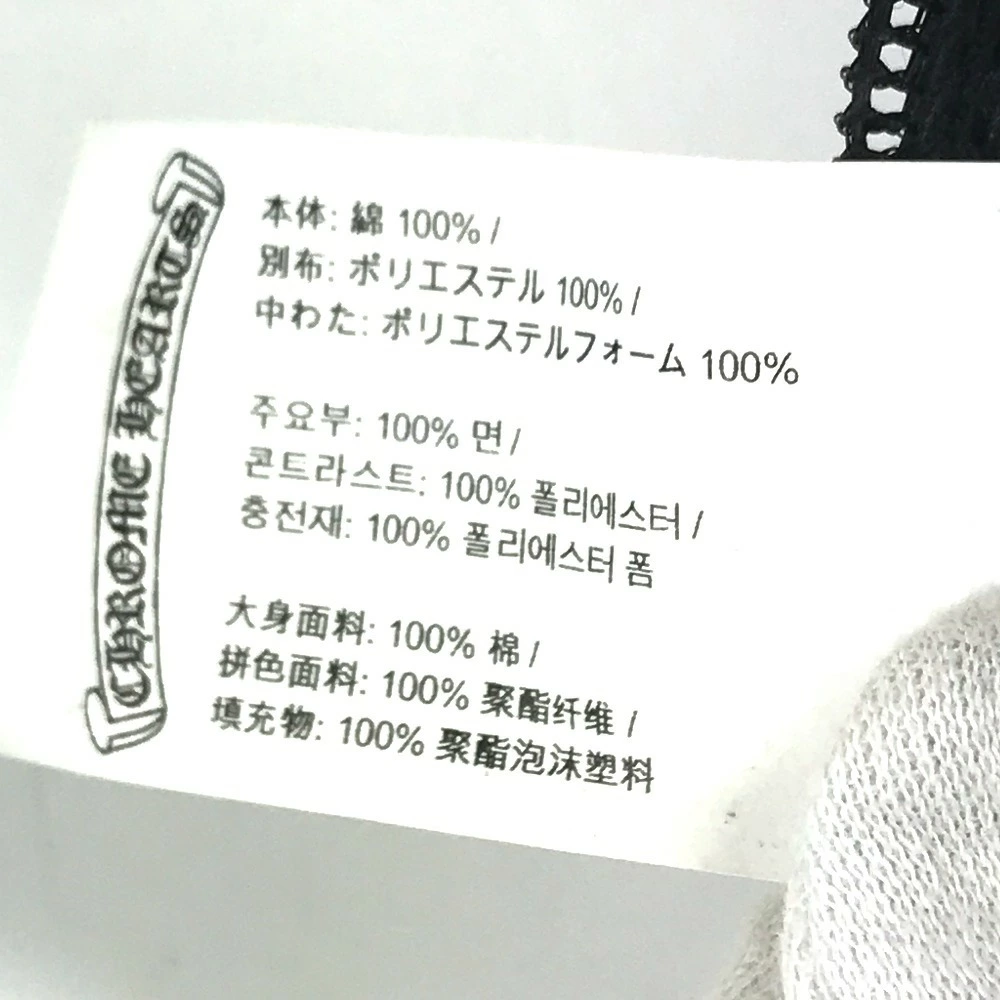 CHROME HEARTS
本体: 綿 100% /
別布: ポリエステル 100% /
中わた: ポリエステルフォーム 100%
주요부: 100% 면 /
콘트라스트: 100% 폴리에스터 /
충전재: 100% 폴리에스터 폼
大身面料: 100% 棉 /
拼色面料: 100% 聚酯纤维 /
填充物: 100% 聚酯泡沫塑料